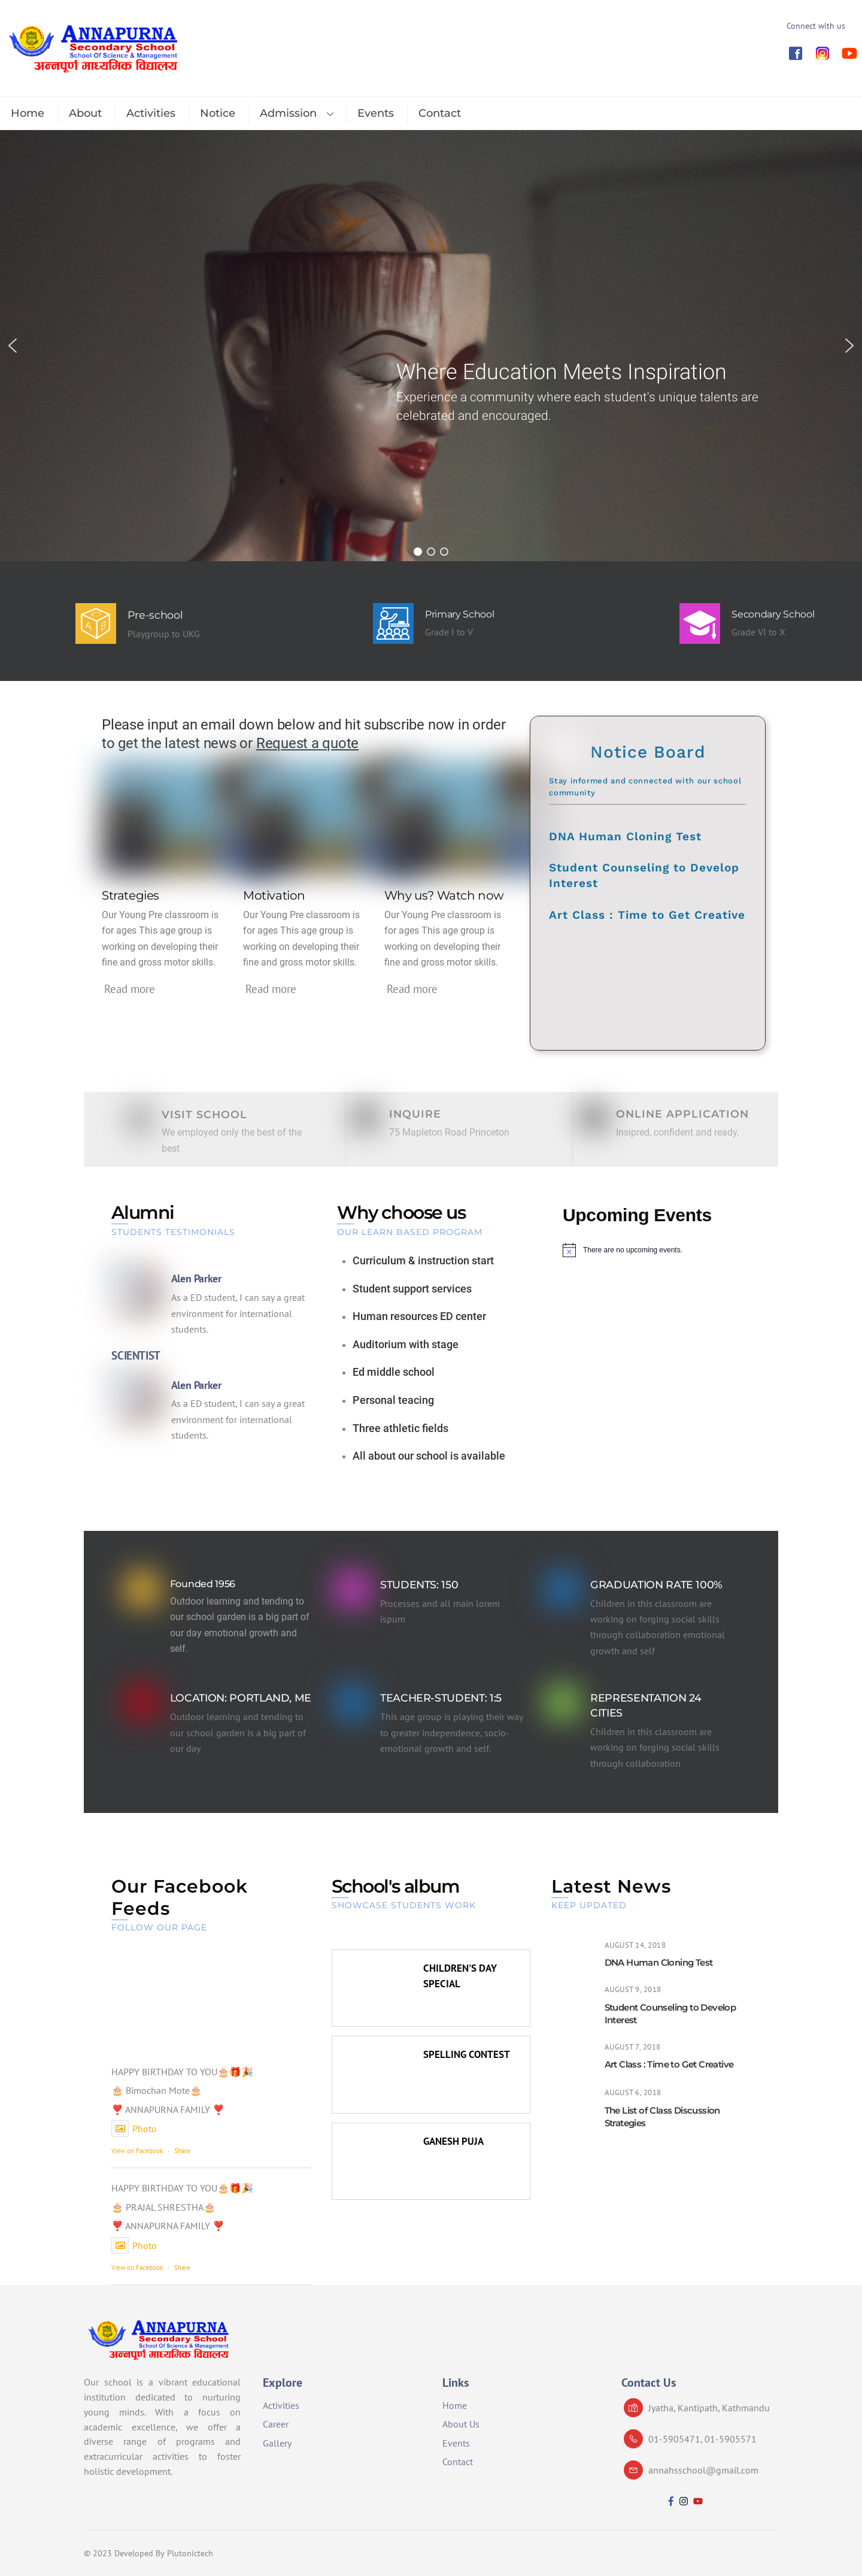 ANNAPURNA
Secondary School
School Of Science & Management
अन्नपूर्ण माध्यमिक विद्यालय
Connect with us
Home
About
Activities
Notice
Admission
Events
Contact
Where Education Meets Inspiration
Experience a community where each student's unique talents are
celebrated and encouraged.
Pre-school
Playgroup to UKG
Primary School
Grade I to V
Secondary School
Grade VI to X
Please input an email down below and hit subscribe now in order
to get the latest news or Request a quote
Strategies
Our Young Pre classroom is
for ages This age group is
working on developing their
fine and gross motor skills.
Read more
Motivation
Our Young Pre classroom is
for ages This age group is
working on developing their
fine and gross motor skills.
Read more
Why us? Watch now
Our Young Pre classroom is
for ages This age group is
working on developing their
fine and gross motor skills.
Read more
Notice Board
Stay informed and connected with our school
community
DNA Human Cloning Test
Student Counseling to Develop
Interest
Art Class : Time to Get Creative
VISIT SCHOOL
We employed only the best of the
best
INQUIRE
75 Mapleton Road Princeton
ONLINE APPLICATION
Insipred, confident and ready.
Alumni
STUDENTS TESTIMONIALS
Alen Parker
As a ED student, I can say a great
environment for international
students.
SCIENTIST
Alen Parker
As a ED student, I can say a great
environment for international
students.
Why choose us
OUR LEARN BASED PROGRAM
Curriculum & instruction start
Student support services
Human resources ED center
Auditorium with stage
Ed middle school
Personal teacing
Three athletic fields
All about our school is available
Upcoming Events
There are no upcoming events.
Founded 1956
Outdoor learning and tending to
our school garden is a big part of
our day emotional growth and
self.
STUDENTS: 150
Processes and all main lorem
ispum
GRADUATION RATE 100%
Children in this classroom are
working on forging social skills
through collaboration emotional
growth and self
LOCATION: PORTLAND, ME
Outdoor learning and tending to
our school garden is a big part of
our day
TEACHER-STUDENT: 1:5
This age group is playing their way
to greater independence, socio-
emotional growth and self.
REPRESENTATION 24
CITIES
Children in this classroom are
working on forging social skills
through collaboration
Our Facebook
Feeds
FOLLOW OUR PAGE
HAPPY BIRTHDAY TO YOU🎂🎁🎉
🎂 Bimochan Mote🎂
❣️ ANNAPURNA FAMILY ❣️
Photo
View on Facebook · Share
HAPPY BIRTHDAY TO YOU🎂🎁🎉
🎂 PRAJAL SHRESTHA🎂
❣️ ANNAPURNA FAMILY ❣️
Photo
View on Facebook · Share
School's album
SHOWCASE STUDENTS WORK
CHILDREN'S DAY
SPECIAL
SPELLING CONTEST
GANESH PUJA
Latest News
KEEP UPDATED
AUGUST 14, 2018
DNA Human Cloning Test
AUGUST 9, 2018
Student Counseling to Develop
Interest
AUGUST 7, 2018
Art Class : Time to Get Creative
AUGUST 6, 2018
The List of Class Discussion
Strategies
ANNAPURNA
Secondary School
School Of Science & Management
अन्नपूर्ण माध्यमिक विद्यालय
Our school is a vibrant educational
institution dedicated to nurturing
young minds. With a focus on
academic excellence, we offer a
diverse range of programs and
extracurricular activities to foster
holistic development.
Explore
Activities
Career
Gallery
Links
Home
About Us
Events
Contact
Contact Us
Jyatha, Kantipath, Kathmandu
01-5905471, 01-5905571
annahsschool@gmail.com
© 2023 Developed By Plutonictech